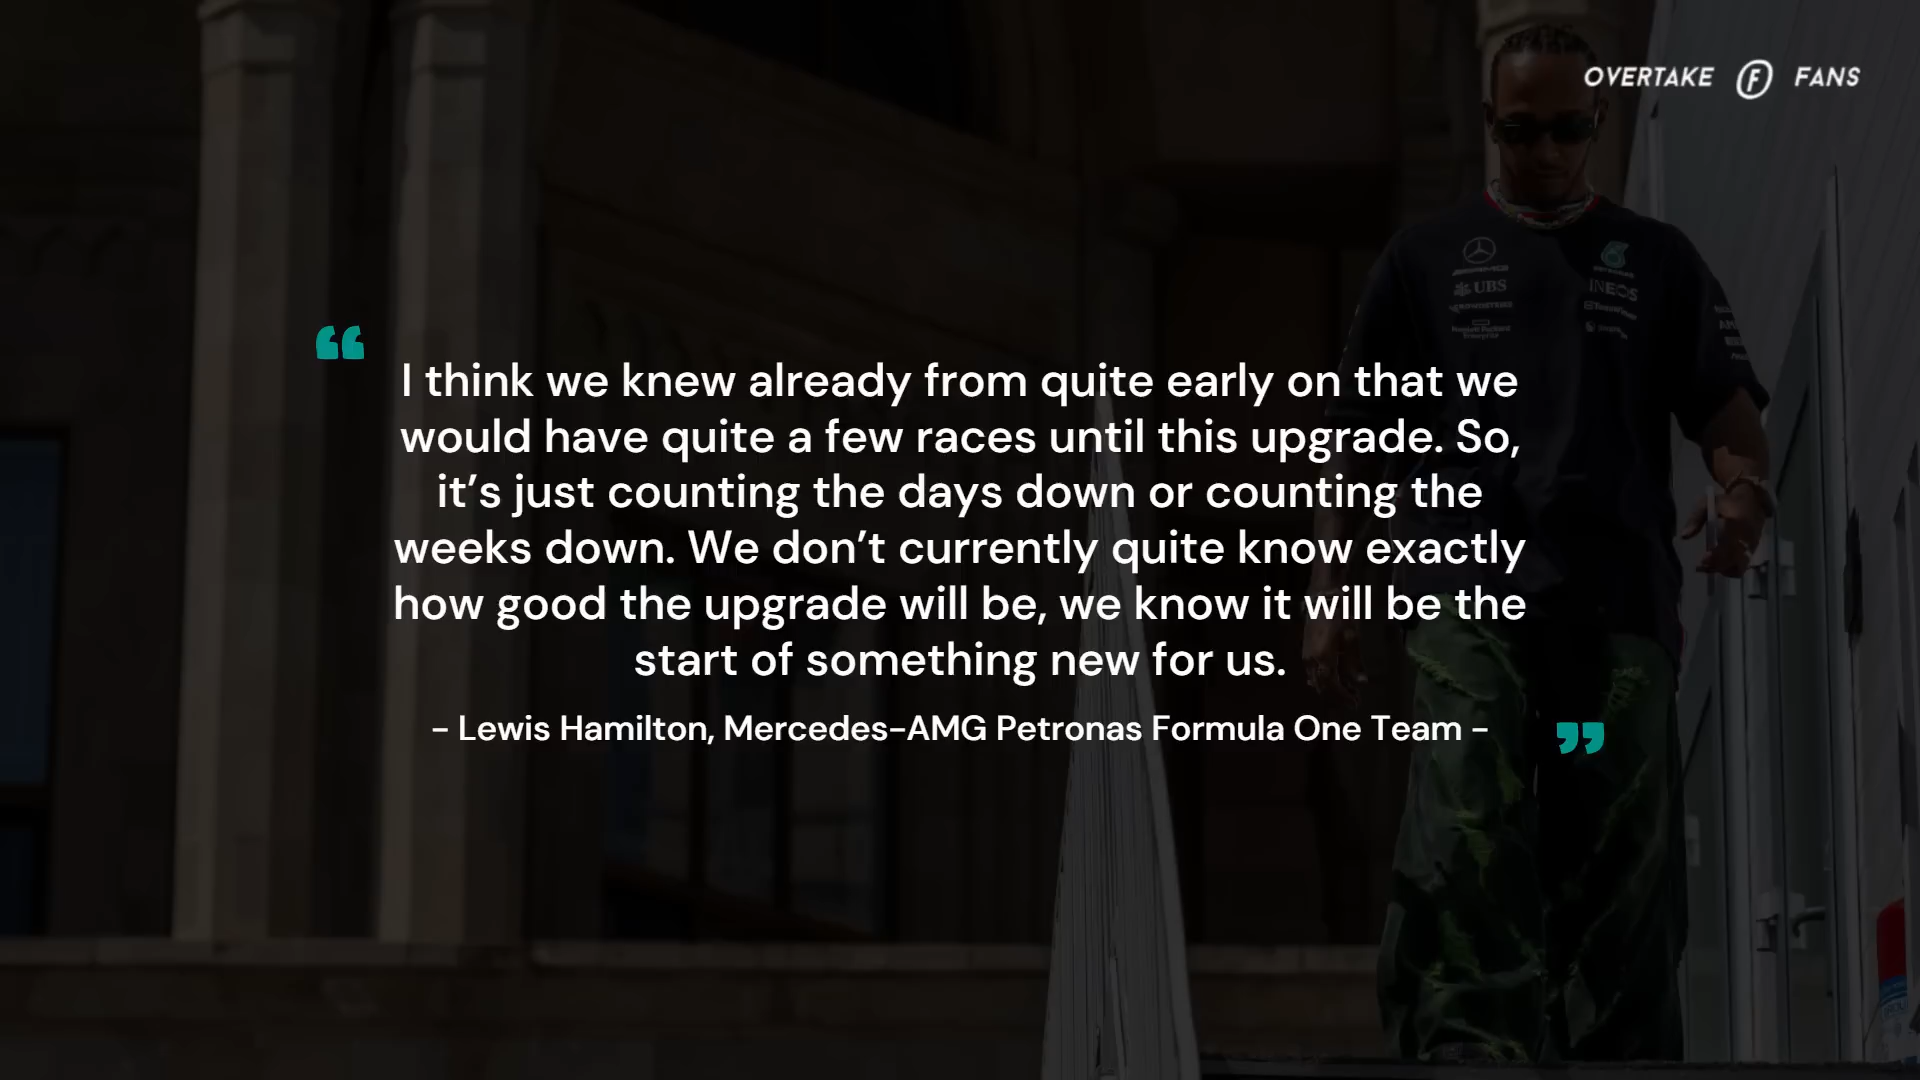 OVERTAKE F FANS
UBS
PETRONAS
INEOS
“
I think we knew already from quite early on that we
would have quite a few races until this upgrade. So,
it’s just counting the days down or counting the
weeks down. We don’t currently quite know exactly
how good the upgrade will be, we know it will be the
start of something new for us.
- Lewis Hamilton, Mercedes-AMG Petronas Formula One Team -
”